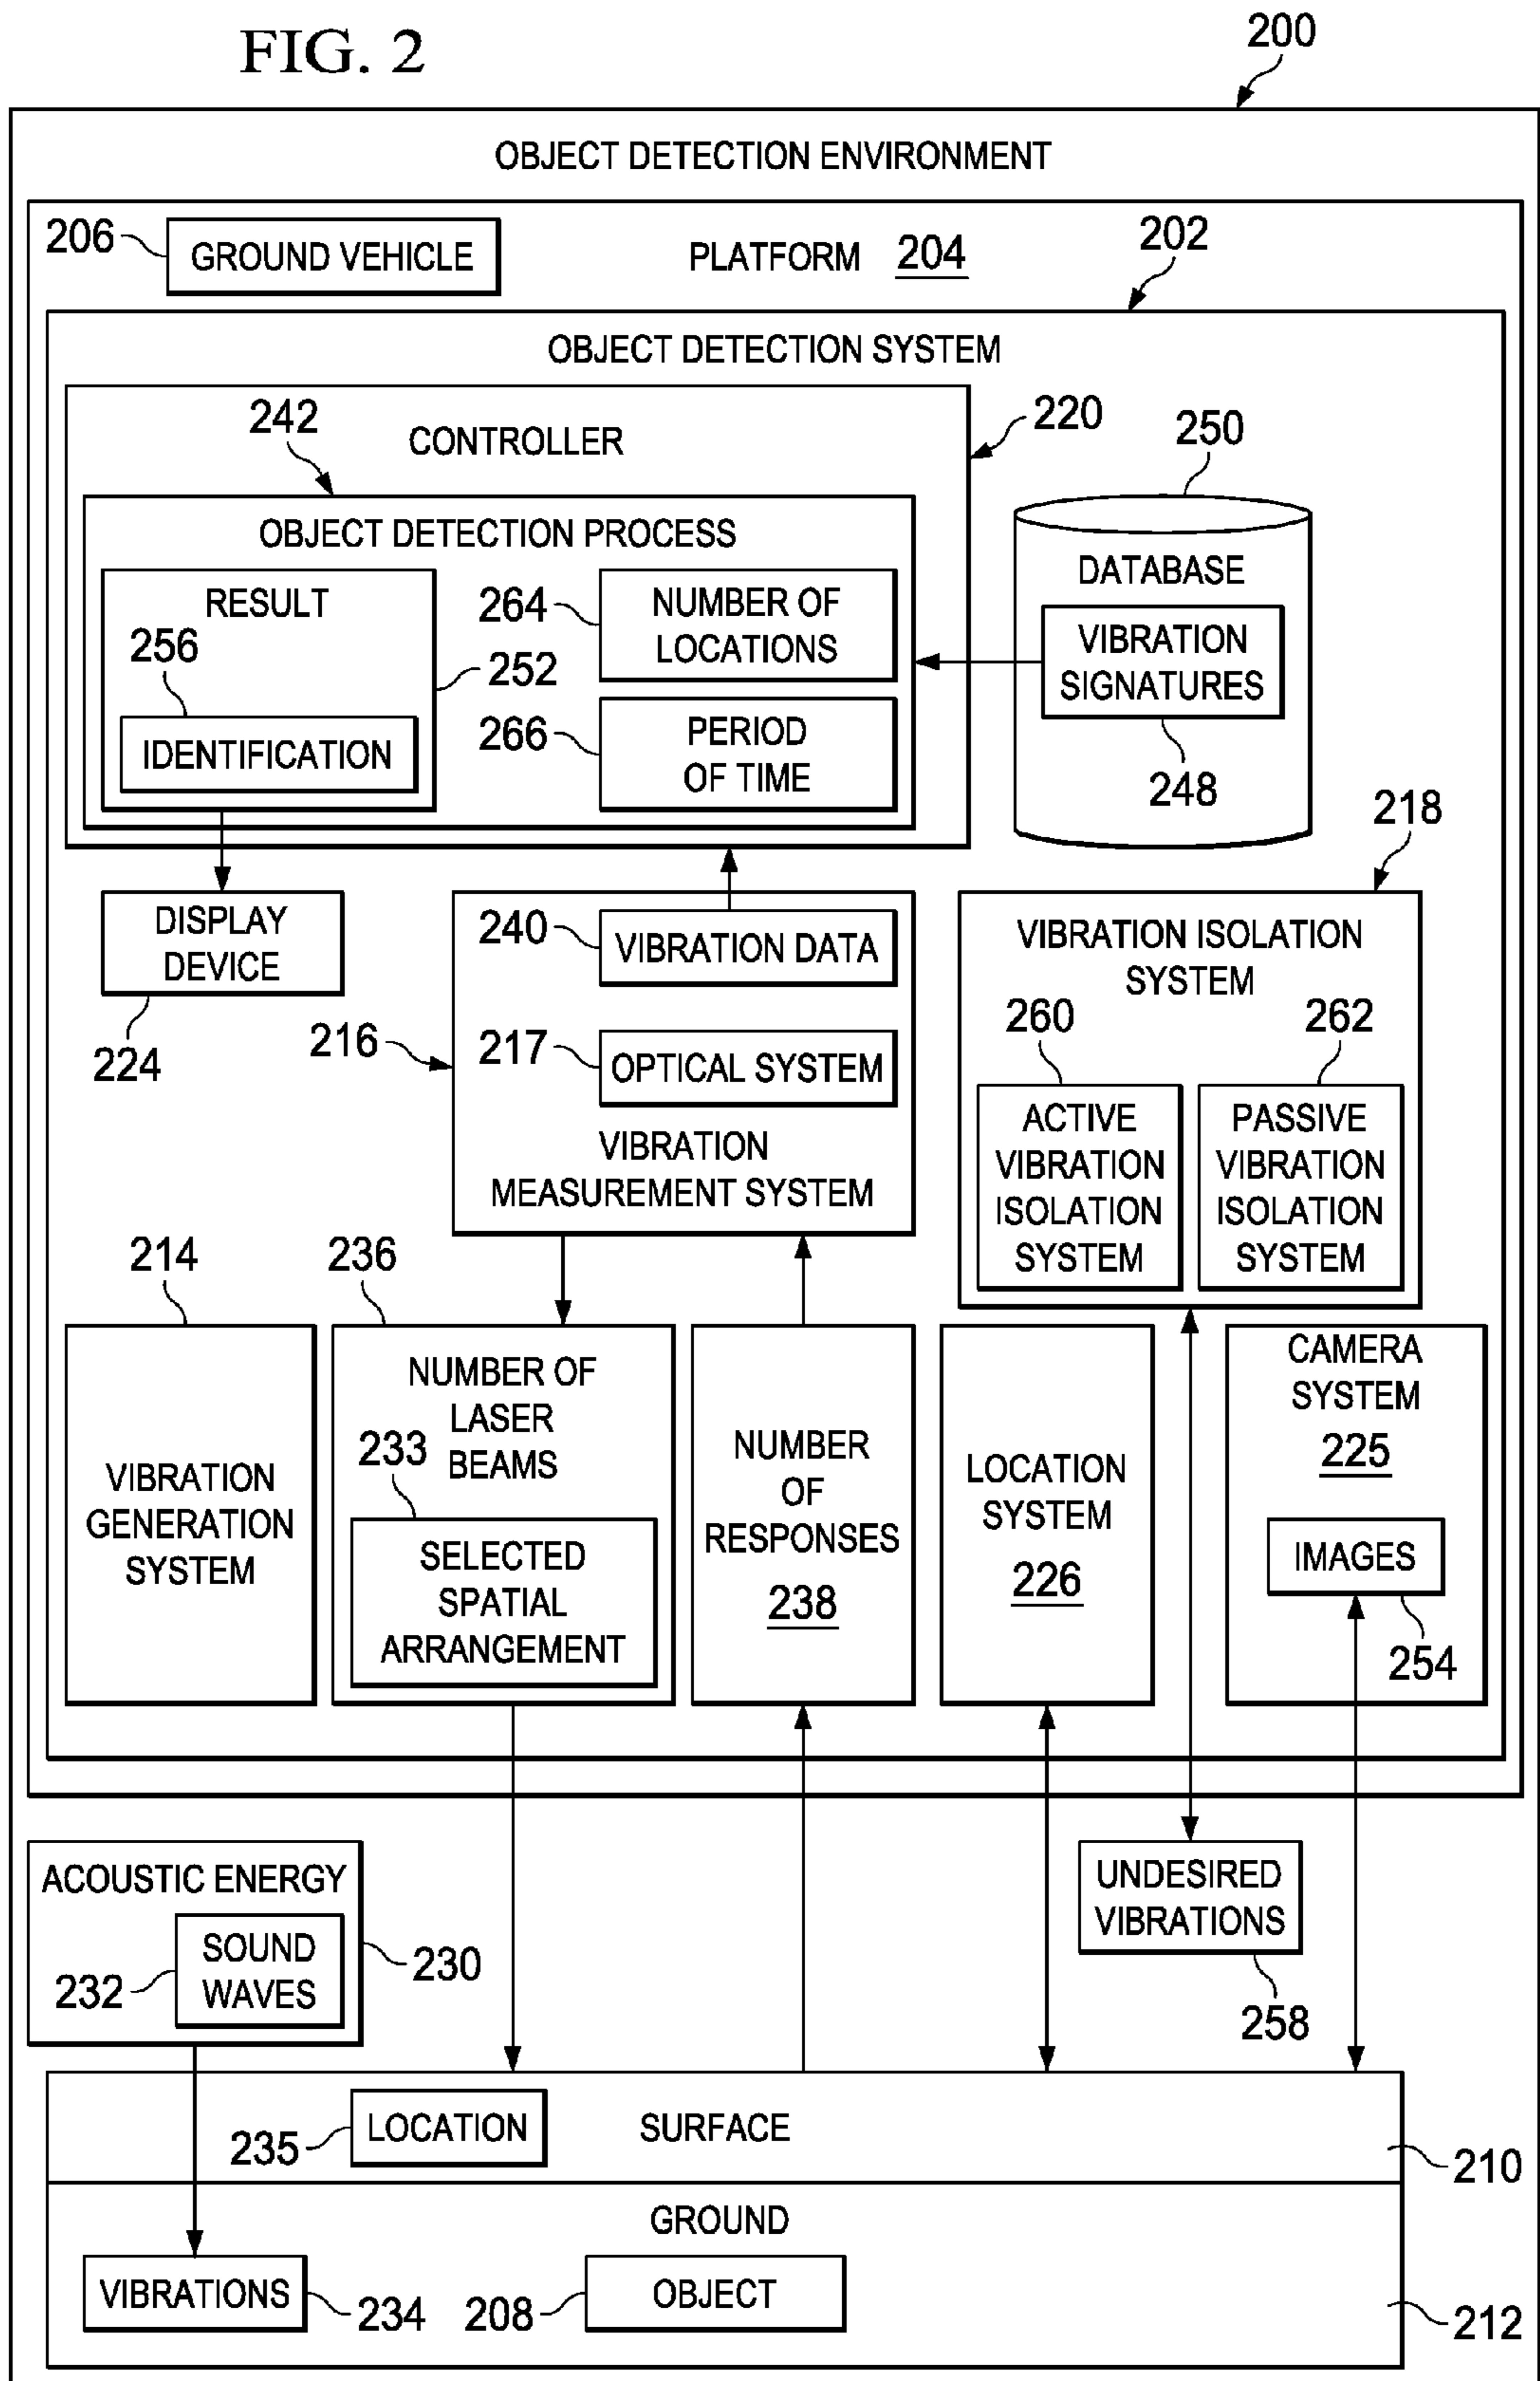 FIG. 2
200
OBJECT DETECTION ENVIRONMENT
206
GROUND VEHICLE
PLATFORM 204
202
OBJECT DETECTION SYSTEM
242
CONTROLLER
220
250
OBJECT DETECTION PROCESS
RESULT
256
IDENTIFICATION
252
264
NUMBER OF
LOCATIONS
266
PERIOD
OF TIME
DATABASE
VIBRATION
SIGNATURES
248
218
DISPLAY
DEVICE
224
216
240
VIBRATION DATA
217
OPTICAL SYSTEM
VIBRATION
MEASUREMENT SYSTEM
VIBRATION ISOLATION
SYSTEM
260
262
ACTIVE
VIBRATION
ISOLATION
SYSTEM
PASSIVE
VIBRATION
ISOLATION
SYSTEM
214
236
VIBRATION
GENERATION
SYSTEM
NUMBER OF
LASER
BEAMS
233
SELECTED
SPATIAL
ARRANGEMENT
NUMBER
OF
RESPONSES
238
LOCATION
SYSTEM
226
CAMERA
SYSTEM
225
IMAGES
254
ACOUSTIC ENERGY
SOUND
WAVES
232
230
UNDESIRED
VIBRATIONS
258
LOCATION
235
SURFACE
210
GROUND
VIBRATIONS
234
208
OBJECT
212